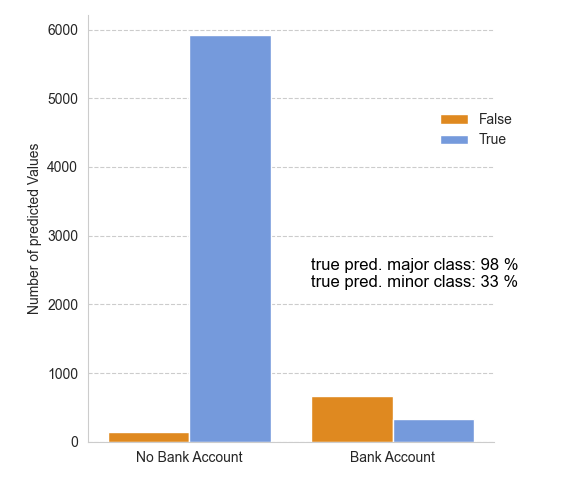 6000
5000
4000
3000
2000
1000
0
Number of predicted Values
False
True
true pred. major class: 98 %
true pred. minor class: 33 %
No Bank Account
Bank Account